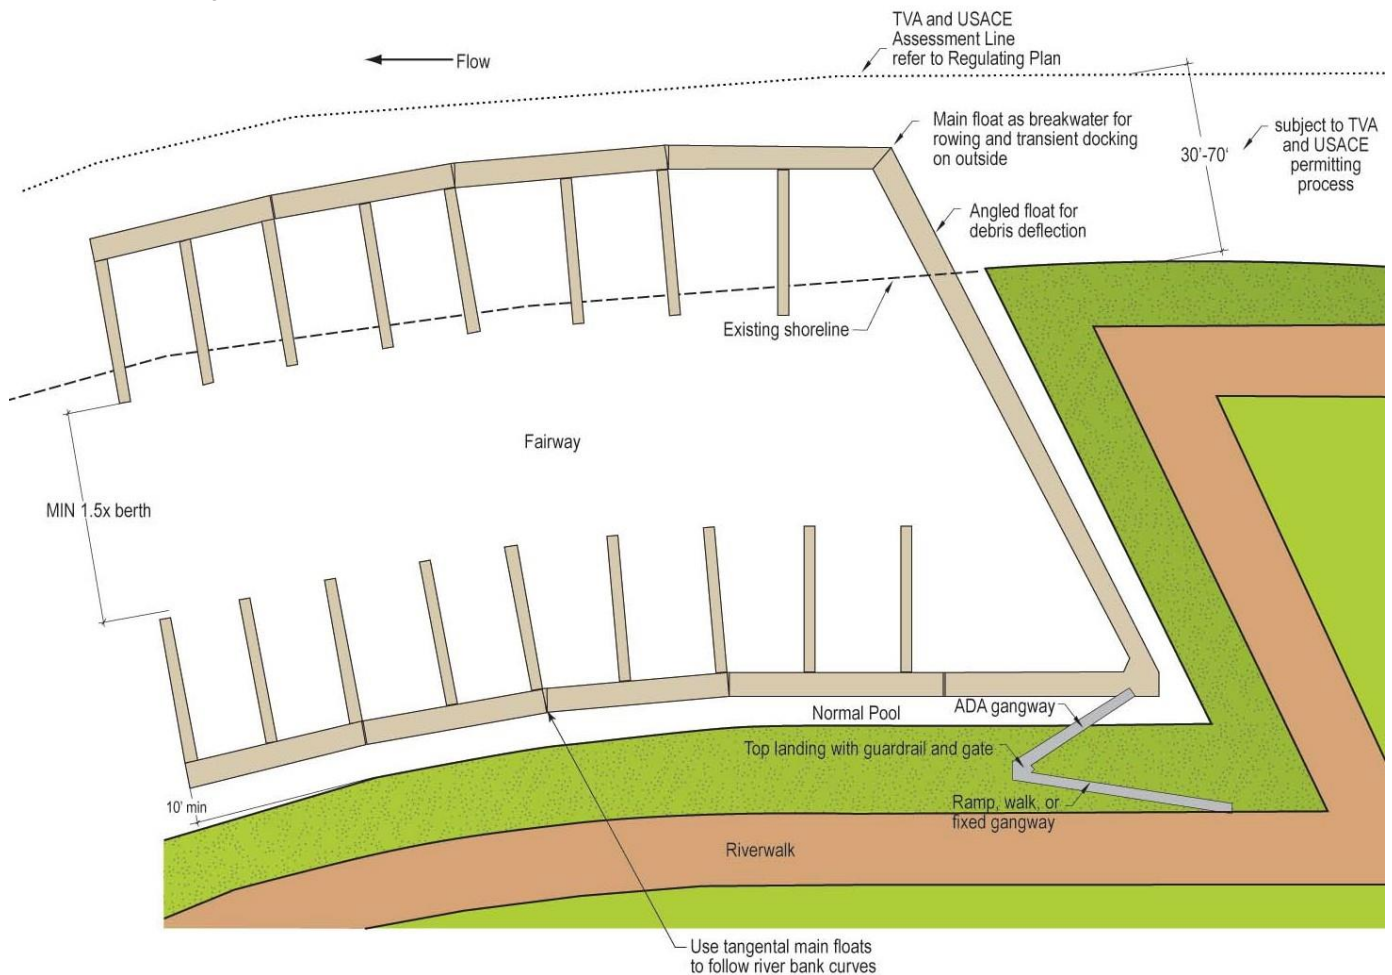 TVA and USACE
Assessment Line
refer to Regulating Plan
Flow
Main float as breakwater for
rowing and transient docking
on outside
30'-70'
subject to TVA
and USACE
permitting
process
Angled float for
debris deflection
Existing shoreline
Fairway
MIN 1.5x berth
Normal Pool
ADA gangway
Top landing with guardrail and gate
10' min
Ramp, walk, or
fixed gangway
Riverwalk
Use tangental main floats
to follow river bank curves